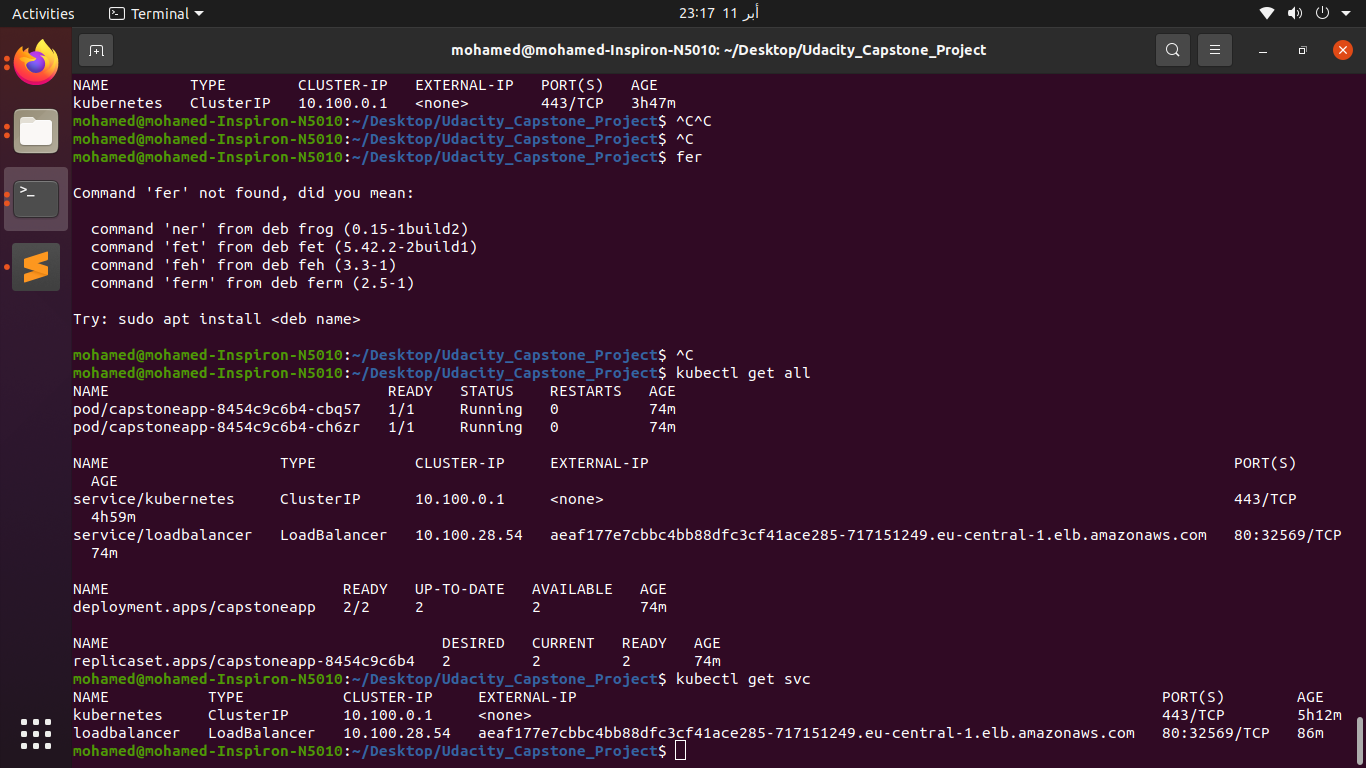 Activities Terminal 23:17 11 أبر
mohamed@mohamed-Inspiron-N5010: ~/Desktop/Udacity_Capstone_Project
NAME TYPE CLUSTER-IP EXTERNAL-IP PORT(S) AGE
kubernetes ClusterIP 10.100.0.1 <none> 443/TCP 3h47m
mohamed@mohamed-Inspiron-N5010:~/Desktop/Udacity_Capstone_Project$ ^C^C
mohamed@mohamed-Inspiron-N5010:~/Desktop/Udacity_Capstone_Project$ ^C
mohamed@mohamed-Inspiron-N5010:~/Desktop/Udacity_Capstone_Project$ fer
Command 'fer' not found, did you mean:
command 'ner' from deb frog (0.15-1build2)
command 'fet' from deb fet (5.42.2-2build1)
command 'feh' from deb feh (3.3-1)
command 'ferm' from deb ferm (2.5-1)
Try: sudo apt install <deb name>
mohamed@mohamed-Inspiron-N5010:~/Desktop/Udacity_Capstone_Project$ ^C
mohamed@mohamed-Inspiron-N5010:~/Desktop/Udacity_Capstone_Project$ kubectl get all
NAME READY STATUS RESTARTS AGE
pod/capstoneapp-8454c9c6b4-cbq57 1/1 Running 0 74m
pod/capstoneapp-8454c9c6b4-ch6zr 1/1 Running 0 74m
NAME TYPE CLUSTER-IP EXTERNAL-IP PORT(S)
AGE
service/kubernetes ClusterIP 10.100.0.1 <none> 443/TCP
4h59m
service/loadbalancer LoadBalancer 10.100.28.54 aeaf177e7cbbc4bb88dfc3cf41ace285-717151249.eu-central-1.elb.amazonaws.com 80:32569/TCP
74m
NAME READY UP-TO-DATE AVAILABLE AGE
deployment.apps/capstoneapp 2/2 2 2 74m
NAME DESIRED CURRENT READY AGE
replicaset.apps/capstoneapp-8454c9c6b4 2 2 2 74m
mohamed@mohamed-Inspiron-N5010:~/Desktop/Udacity_Capstone_Project$ kubectl get svc
NAME TYPE CLUSTER-IP EXTERNAL-IP PORT(S) AGE
kubernetes ClusterIP 10.100.0.1 <none> 443/TCP 5h12m
loadbalancer LoadBalancer 10.100.28.54 aeaf177e7cbbc4bb88dfc3cf41ace285-717151249.eu-central-1.elb.amazonaws.com 80:32569/TCP 86m
mohamed@mohamed-Inspiron-N5010:~/Desktop/Udacity_Capstone_Project$